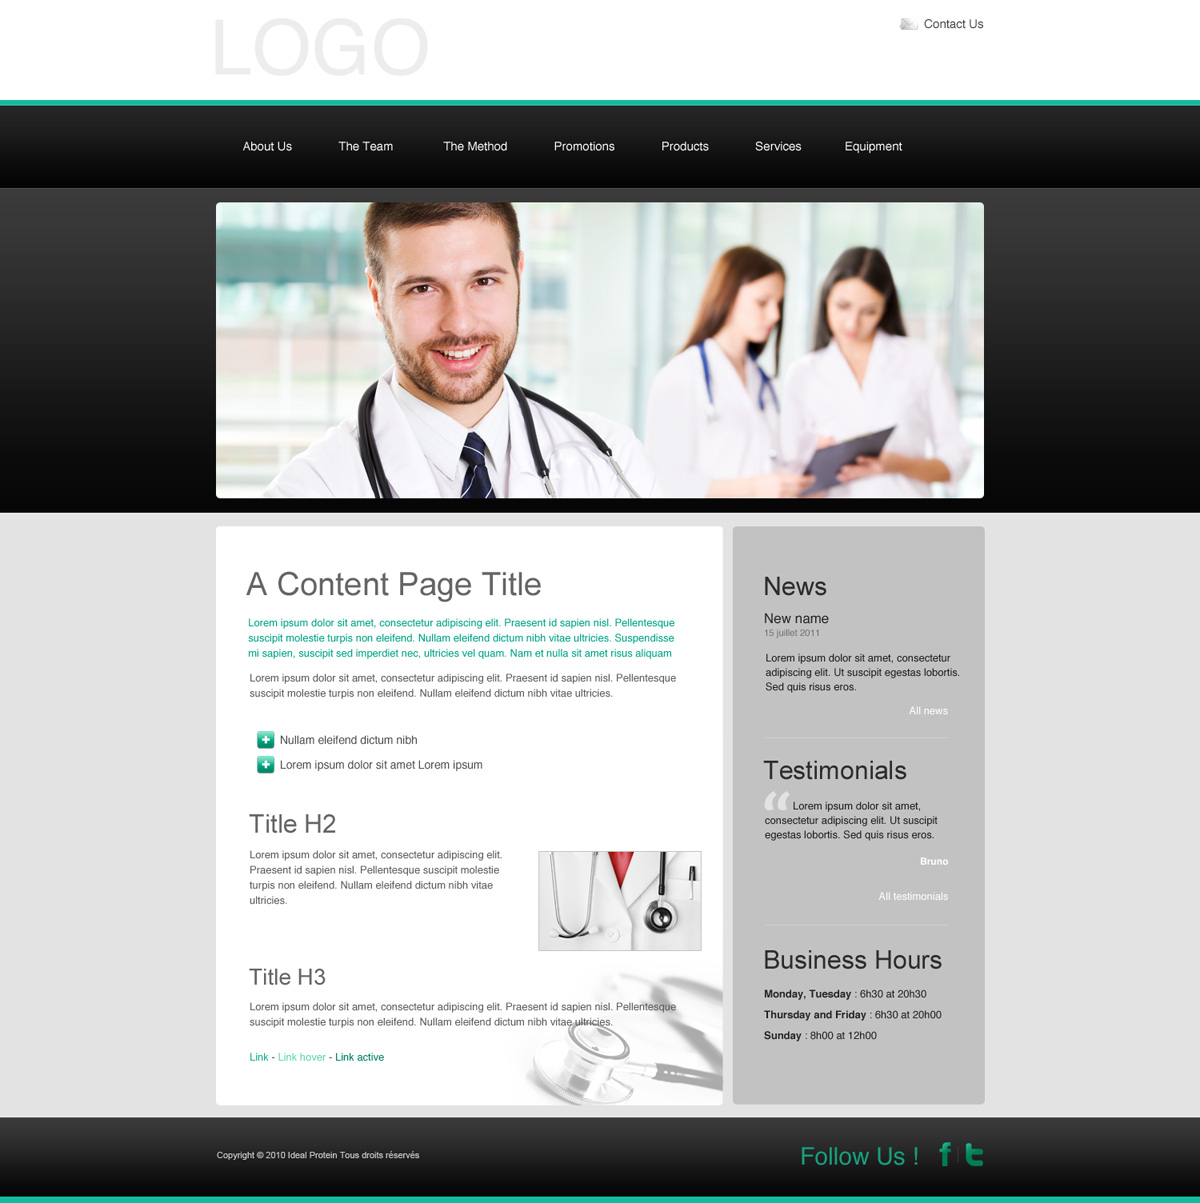 LOGO
Contact Us
About Us The Team The Method Promotions Products Services Equipment
A Content Page Title
Lorem ipsum dolor sit amet, consectetur adipiscing elit. Praesent id sapien nisl. Pellentesque
suscipit molestie turpis non eleifend. Nullam eleifend dictum nibh vitae ultricies. Suspendisse
mi sapien, suscipit sed imperdiet nec, ultricies vel quam. Nam et nulla sit amet risus aliquam
Lorem ipsum dolor sit amet, consectetur adipiscing elit. Praesent id sapien nisl. Pellentesque
suscipit molestie turpis non eleifend. Nullam eleifend dictum nibh vitae ultricies.
Nullam eleifend dictum nibh
Lorem ipsum dolor sit amet Lorem ipsum
Title H2
Lorem ipsum dolor sit amet, consectetur adipiscing elit.
Praesent id sapien nisl. Pellentesque suscipit molestie
turpis non eleifend. Nullam eleifend dictum nibh vitae
ultricies.
Title H3
Lorem ipsum dolor sit amet, consectetur adipiscing elit. Praesent id sapien nisl. Pellentesque
suscipit molestie turpis non eleifend. Nullam eleifend dictum nibh vitae ultricies.
Link - Link hover - Link active
News
New name
15 juillet 2011
Lorem ipsum dolor sit amet, consectetur
adipiscing elit. Ut suscipit egestas lobortis.
Sed quis risus eros.
All news
Testimonials
“ Lorem ipsum dolor sit amet,
consectetur adipiscing elit. Ut suscipit
egestas lobortis. Sed quis risus eros.
Bruno
All testimonials
Business Hours
Monday, Tuesday : 6h30 at 20h30
Thursday and Friday : 6h30 at 20h00
Sunday : 8h00 at 12h00
Copyright © 2010 Ideal Protein Tous droits réservés
Follow Us ! f t